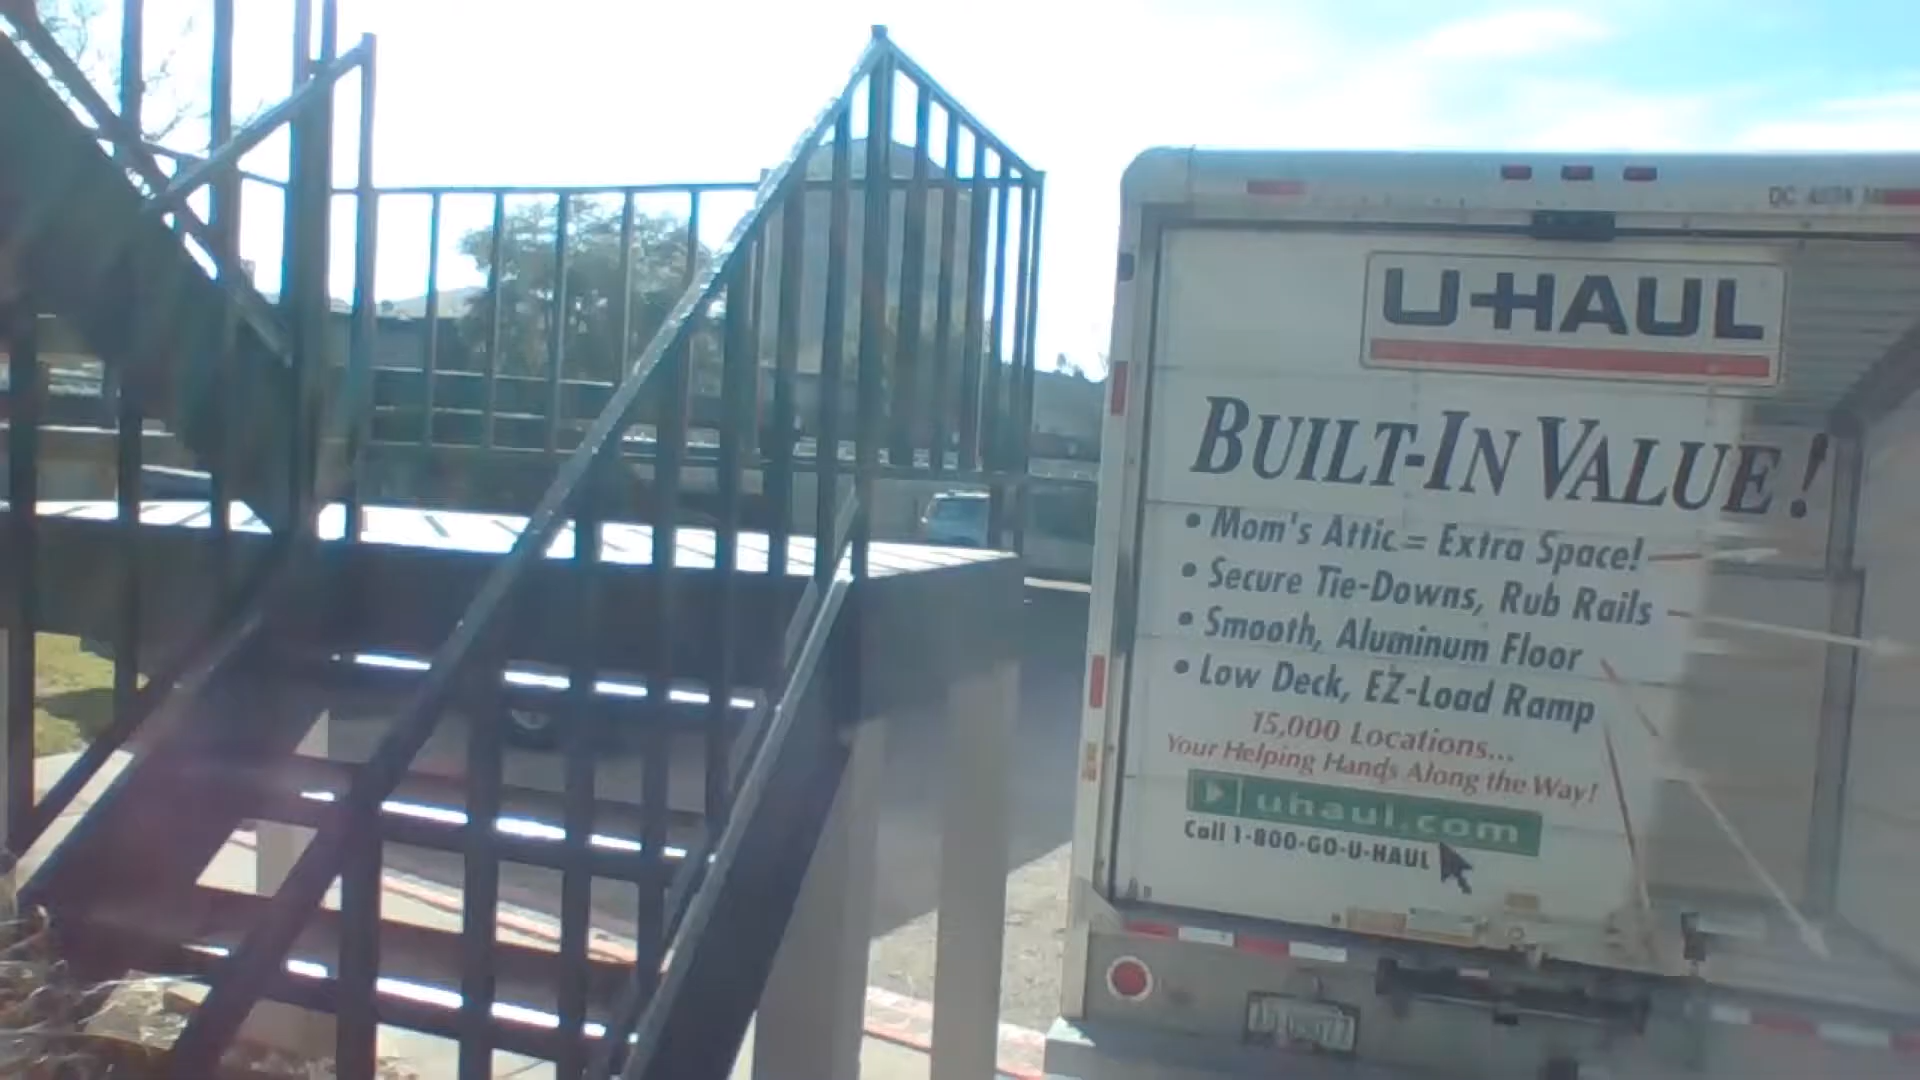 U-HAUL
BUILT-IN VALUE!
• Mom's Attic = Extra Space!
• Secure Tie-Downs, Rub Rails
• Smooth, Aluminum Floor
• Low Deck, EZ-Load Ramp
15,000 Locations...
Your Helping Hands Along the Way!
uhaul.com
Call 1-800-GO-U-HAUL